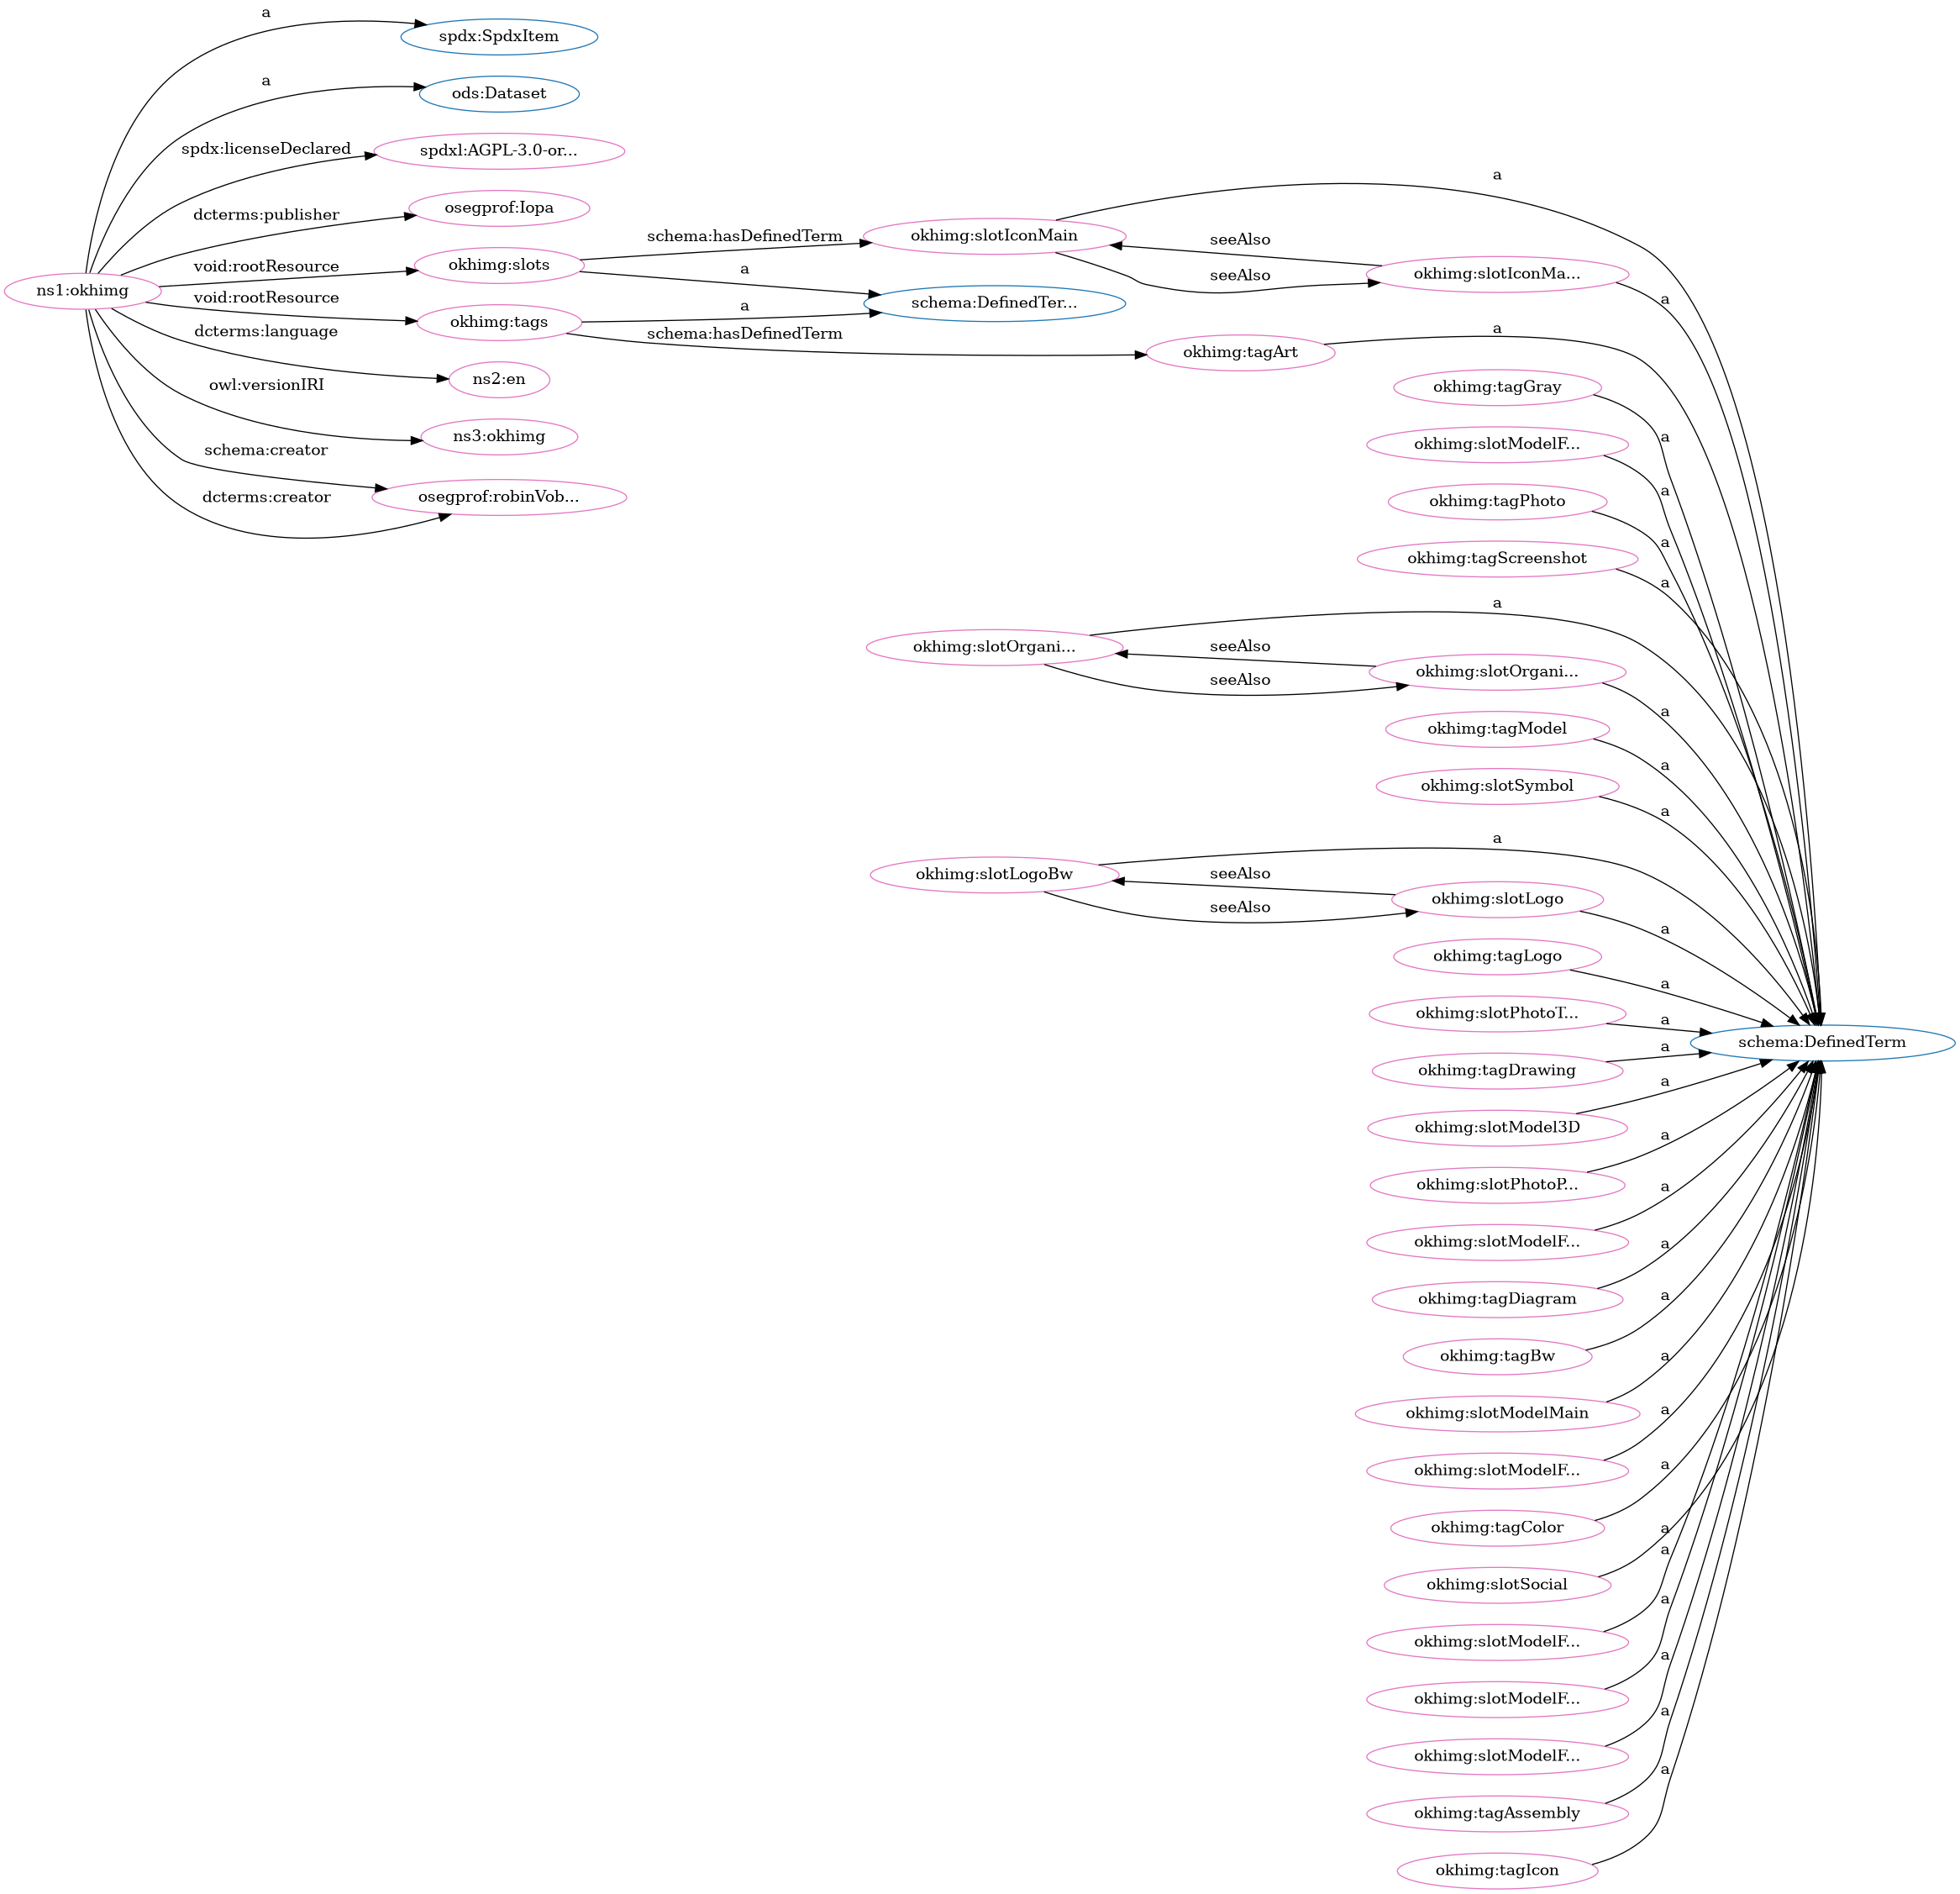 a
spdx:SpdxItem
a
ods:Dataset
spdx:licenseDeclared
spdxl:AGPL-3.0-or...
dcterms:publisher
osegprof:Iopa
ns1:okhimg
void:rootResource
okhimg:slots
void:rootResource
okhimg:tags
dcterms:language
ns2:en
owl:versionIRI
ns3:okhimg
schema:creator
osegprof:robinVob...
dcterms:creator
schema:hasDefinedTerm
okhimg:slotIconMain
a
schema:DefinedTer...
a
schema:hasDefinedTerm
okhimg:tagArt
a
seeAlso
seeAlso
okhimg:slotIconMa...
a
a
okhimg:tagGray
a
okhimg:slotModelF...
a
okhimg:tagPhoto
a
okhimg:tagScreenshot
a
okhimg:slotOrgani...
a
seeAlso
seeAlso
okhimg:slotOrgani...
a
okhimg:tagModel
a
okhimg:slotSymbol
a
okhimg:slotLogoBw
a
seeAlso
seeAlso
okhimg:slotLogo
a
okhimg:tagLogo
a
okhimg:slotPhotoT...
a
schema:DefinedTerm
okhimg:tagDrawing
a
okhimg:slotModel3D
a
okhimg:slotPhotoP...
a
okhimg:slotModelF...
a
okhimg:tagDiagram
a
okhimg:tagBw
a
okhimg:slotModelMain
a
okhimg:slotModelF...
a
okhimg:tagColor
a
okhimg:slotSocial
a
okhimg:slotModelF...
a
okhimg:slotModelF...
a
okhimg:slotModelF...
a
okhimg:tagAssembly
a
okhimg:tagIcon
a